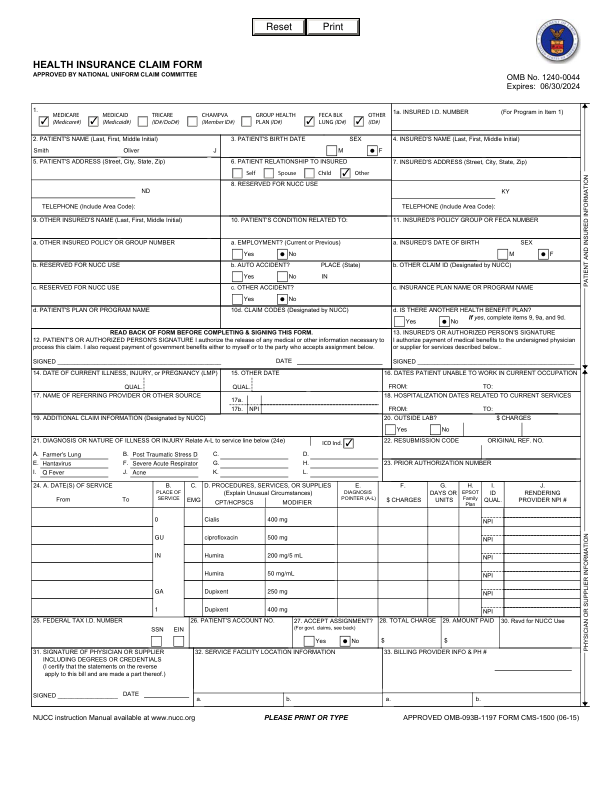 Reset Print
HEALTH INSURANCE CLAIM FORM
APPROVED BY NATIONAL UNIFORM CLAIM COMMITTEE
OMB No. 1240-0044
Expires: 06/30/2024
1.
MEDICARE MEDICAID TRICARE CHAMPVA GROUP HEALTH FECA BLK OTHER
(Medicare#) (Medicaid#) (ID#/DoD#) (Member ID#) PLAN (ID#) LUNG (ID#) (ID#)
1a. INSURED I.D. NUMBER (For Program in Item 1)
2. PATIENT'S NAME (Last, First, Middle Initial)
Smith Oliver J
3. PATIENT'S BIRTH DATE SEX
M F
4. INSURED'S NAME (Last, First, Middle Initial)
5. PATIENT'S ADDRESS (Street, City, State, Zip)
ND
TELEPHONE (Include Area Code):
6. PATIENT RELATIONSHIP TO INSURED
Self Spouse Child Other
7. INSURED'S ADDRESS (Street, City, State, Zip)
KY
TELEPHONE (Include Area Code):
8. RESERVED FOR NUCC USE
9. OTHER INSURED'S NAME (Last, First, Middle Initial)
10. PATIENT'S CONDITION RELATED TO:
11. INSURED'S POLICY GROUP OR FECA NUMBER
a. OTHER INSURED POLICY OR GROUP NUMBER
a. EMPLOYMENT? (Current or Previous)
Yes No
a. INSURED'S DATE OF BIRTH SEX
M F
b. RESERVED FOR NUCC USE
b. AUTO ACCIDENT? PLACE (State)
Yes No IN
b. OTHER CLAIM ID (Designated by NUCC)
c. RESERVED FOR NUCC USE
c. OTHER ACCIDENT?
Yes No
c. INSURANCE PLAN NAME OR PROGRAM NAME
d. PATIENT'S PLAN OR PROGRAM NAME
10d. CLAIM CODES (Designated by NUCC)
d. IS THERE ANOTHER HEALTH BENEFIT PLAN?
Yes No If yes, complete items 9, 9a, and 9d.
PATIENT AND INSURED INFORMATION
READ BACK OF FORM BEFORE COMPLETING & SIGNING THIS FORM.
12. PATIENT'S OR AUTHORIZED PERSON'S SIGNATURE I authorize the release of any medical or other information necessary to
process this claim. I also request payment of government benefits either to myself or to the party who accepts assignment below.
SIGNED DATE
13. INSURED'S OR AUTHORIZED PERSON'S SIGNATURE
I authorize payment of medical benefits to the undersigned physician
or supplier for services described below..
SIGNED
14. DATE OF CURRENT ILLNESS, INJURY, or PREGNANCY (LMP)
QUAL.
15. OTHER DATE
QUAL.
16. DATES PATIENT UNABLE TO WORK IN CURRENT OCCUPATION
FROM: TO:
17. NAME OF REFERRING PROVIDER OR OTHER SOURCE
17a.
17b. NPI
18. HOSPITALIZATION DATES RELATED TO CURRENT SERVICES
FROM: TO:
19. ADDITIONAL CLAIM INFORMATION (Designated by NUCC)
20. OUTSIDE LAB? $ CHARGES
Yes No
21. DIAGNOSIS OR NATURE OF ILLNESS OR INJURY Relate A-L to service line below (24e) ICD Ind.
A. Farmer's Lung B. Post Traumatic Stress D C. D.
E. Hantavirus F. Severe Acute Respirator G. H.
I. Q Fever J. Acne K. L.
22. RESUBMISSION CODE ORIGINAL REF. NO.
23. PRIOR AUTHORIZATION NUMBER
24. A. DATE(S) OF SERVICE
From To
B.
PLACE OF
SERVICE
C.
EMG
D. PROCEDURES, SERVICES, OR SUPPLIES
(Explain Unusual Circumstances)
CPT/HCPSCS MODIFIER
E.
DIAGNOSIS
POINTER (A-L)
F.
$ CHARGES
G.
DAYS OR
UNITS
H.
EPSOT
Family
Plan
I.
ID
QUAL.
J.
RENDERING
PROVIDER NPI #
0 Cialis 400 mg NPI
GU ciprofloxacin 500 mg NPI
IN Humira 200 mg/5 mL NPI
Humira 50 mg/mL NPI
GA Dupixent 250 mg NPI
1 Dupixent 400 mg NPI
PHYSICIAN OR SUPPLIER INFORMATION
25. FEDERAL TAX I.D. NUMBER
SSN EIN
26. PATIENT'S ACCOUNT NO.
27. ACCEPT ASSIGNMENT?
(For govt. claims, see back)
Yes No
28. TOTAL CHARGE
$
29. AMOUNT PAID
$
30. Rsvd for NUCC Use
31. SIGNATURE OF PHYSICIAN OR SUPPLIER
INCLUDING DEGREES OR CREDENTIALS
(I certify that the statements on the reverse
apply to this bill and are made a part thereof.)
SIGNED DATE
32. SERVICE FACILITY LOCATION INFORMATION
a. b.
33. BILLING PROVIDER INFO & PH #
a. b.
NUCC instruction Manual available at www.nucc.org PLEASE PRINT OR TYPE APPROVED OMB-093B-1197 FORM CMS-1500 (06-15)